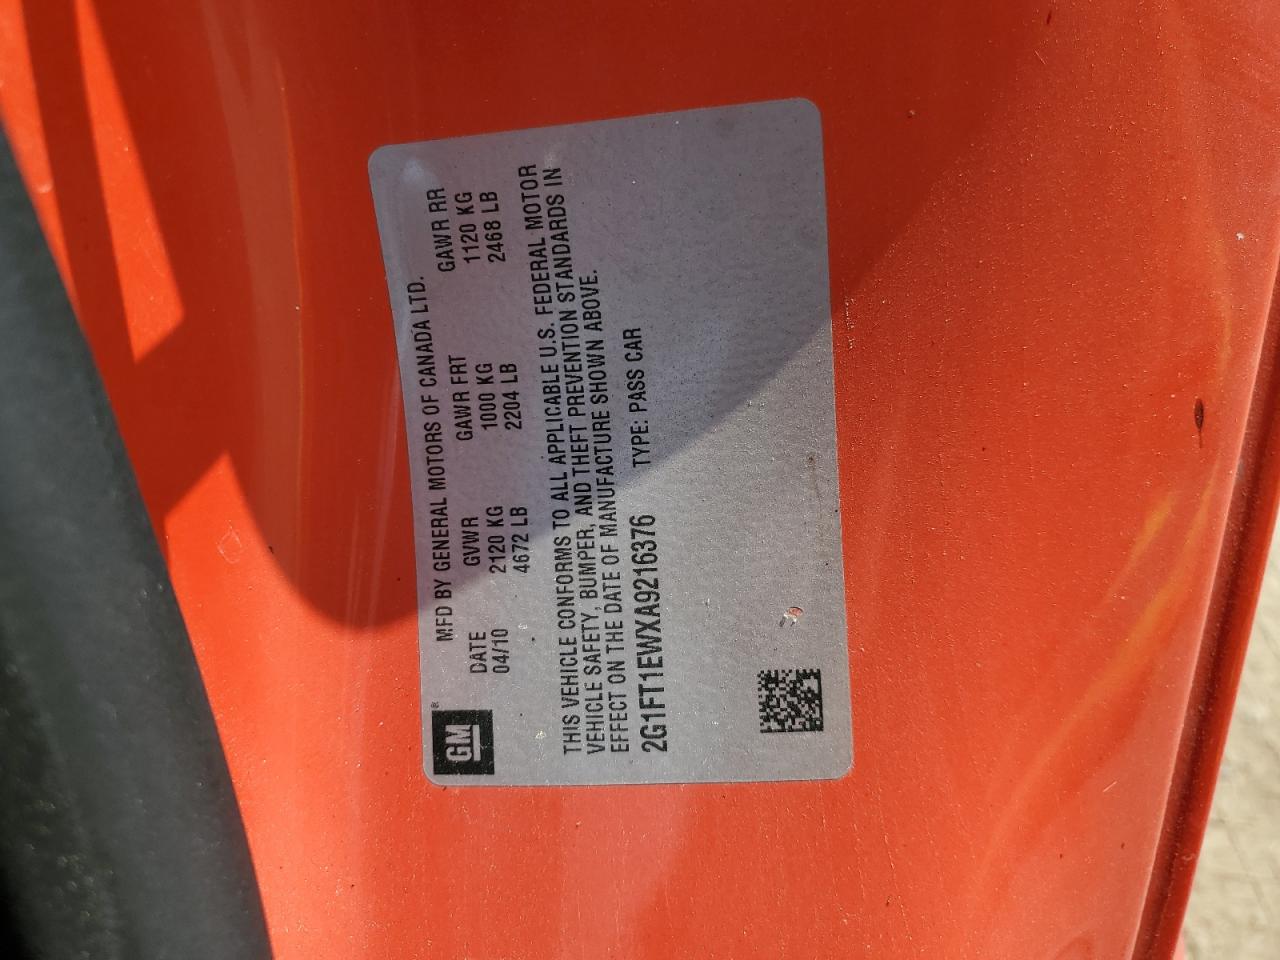 GM®
MFD BY GENERAL MOTORS OF CANADA LTD.
DATE GVWR GAWR FRT GAWR RR
04/10 2120 KG 1000 KG 1120 KG
4672 LB 2204 LB 2468 LB
THIS VEHICLE CONFORMS TO ALL APPLICABLE U.S. FEDERAL MOTOR
VEHICLE SAFETY, BUMPER, AND THEFT PREVENTION STANDARDS IN
EFFECT ON THE DATE OF MANUFACTURE SHOWN ABOVE.
2G1FT1EWXA9216376 TYPE: PASS CAR